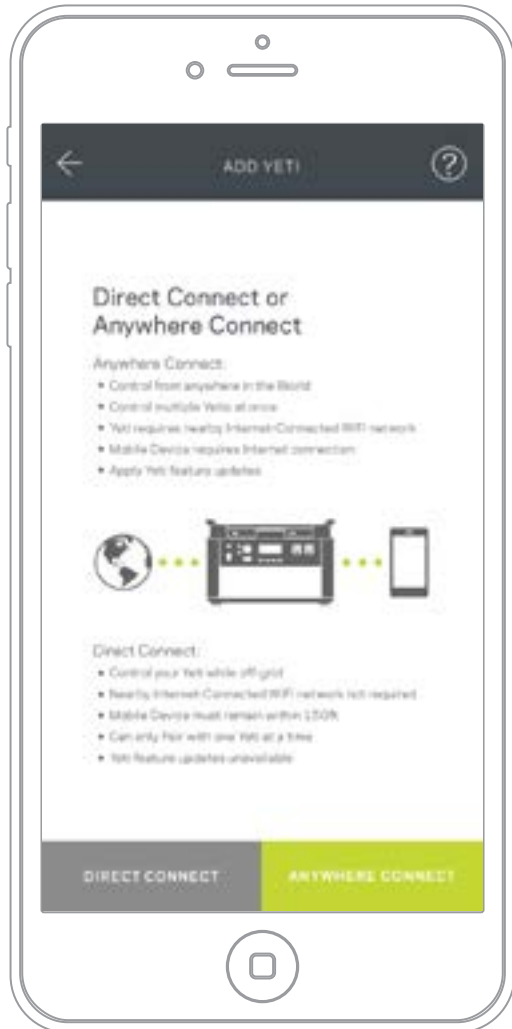 ADD YETI
?
Direct Connect or
Anywhere Connect
Anywhere Connect:
• Control from anywhere in the World
• Control multiple Yetis at once
• Yeti requires nearby Internet-Connected WiFi network
• Mobile Device requires Internet connection
• Apply Yeti feature updates
Direct Connect:
• Control your Yeti while off grid
• Nearby Internet-Connected WiFi network not required
• Mobile Device must remain within 150ft
• Can only Pair with one Yeti at a time
• Yeti feature updates unavailable
DIRECT CONNECT
ANYWHERE CONNECT